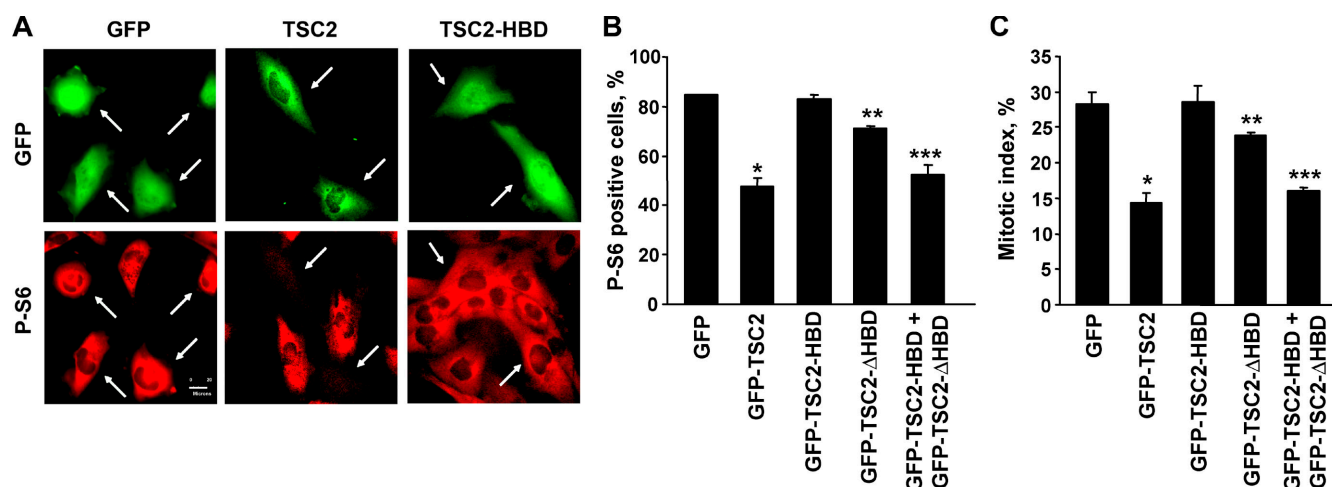 A
GFP
TSC2
TSC2-HBD
GFP
P-S6
0 20
Microns
B
P-S6 positive cells, %
100
80
60
40
20
0
*
**
***
GFP
GFP-TSC2
GFP-TSC2-HBD
GFP-TSC2-ΔHBD
GFP-TSC2-HBD +
GFP-TSC2-ΔHBD
C
Mitotic index, %
35
30
25
20
15
10
5
0
*
**
***
GFP
GFP-TSC2
GFP-TSC2-HBD
GFP-TSC2-ΔHBD
GFP-TSC2-HBD +
GFP-TSC2-ΔHBD